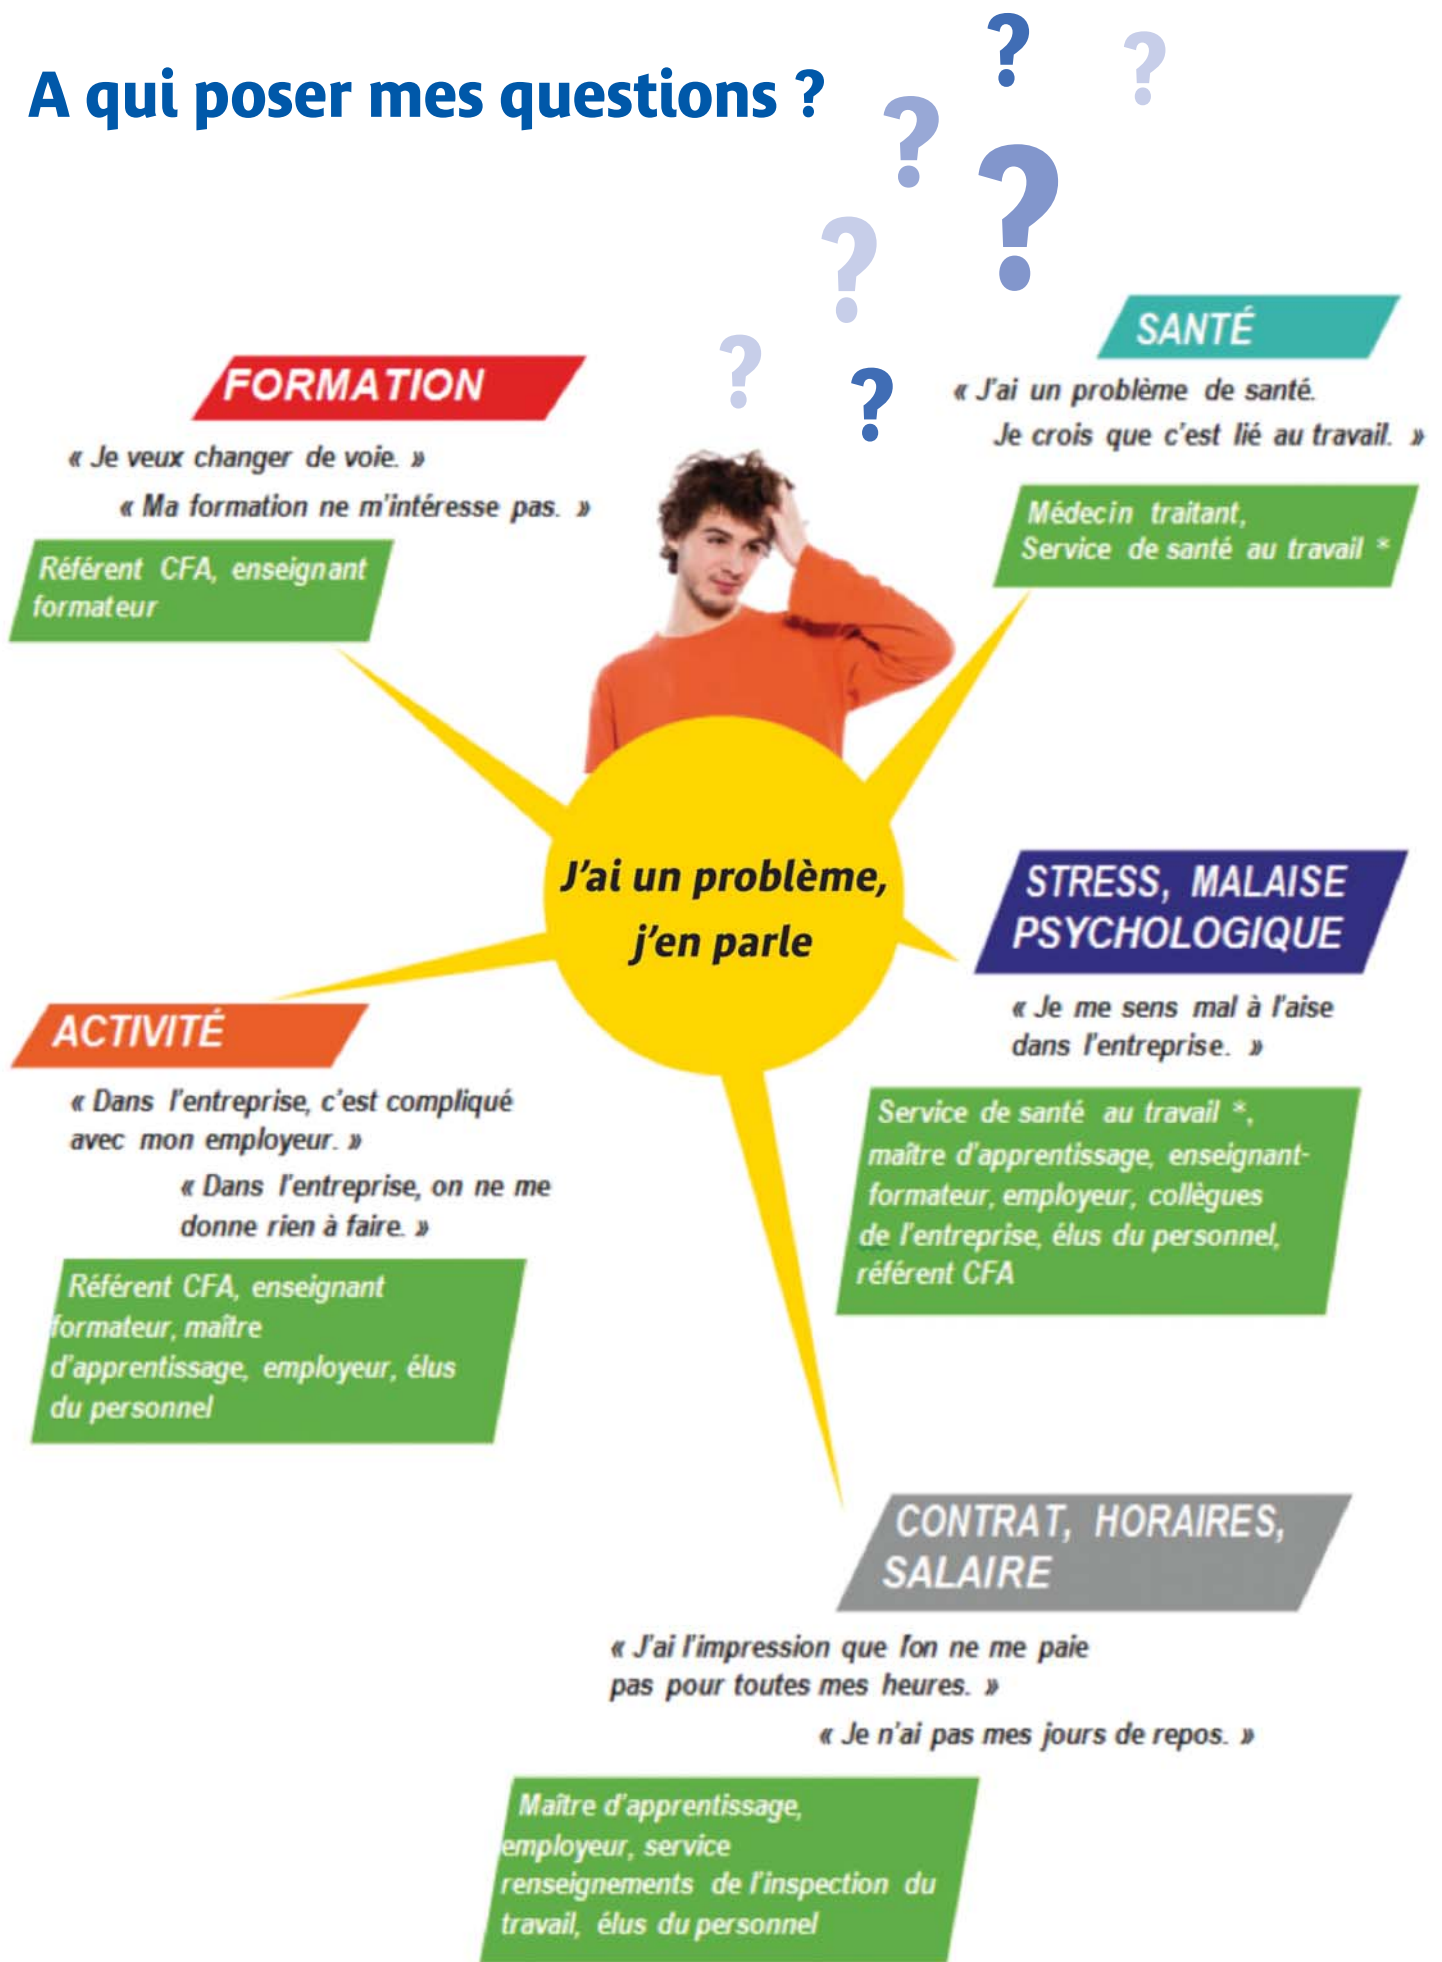 A qui poser mes questions ?
FORMATION
« Je veux changer de voie. »
« Ma formation ne m'intéresse pas. »
Référent CFA, enseignant
formateur
SANTÉ
« J'ai un problème de santé.
Je crois que c'est lié au travail. »
Médecin traitant,
Service de santé au travail *
J'ai un problème,
j'en parle
STRESS, MALAISE
PSYCHOLOGIQUE
« Je me sens mal à l'aise
dans l'entreprise. »
Service de santé au travail *,
maître d'apprentissage, enseignant-
formateur, employeur, collègues
de l'entreprise, élus du personnel,
référent CFA
ACTIVITÉ
« Dans l'entreprise, c'est compliqué
avec mon employeur. »
« Dans l'entreprise, on ne me
donne rien à faire. »
Référent CFA, enseignant
formateur, maître
d'apprentissage, employeur, élus
du personnel
CONTRAT, HORAIRES,
SALAIRE
« J'ai l'impression que l'on ne me paie
pas pour toutes mes heures. »
« Je n'ai pas mes jours de repos. »
Maître d'apprentissage,
employeur, service
renseignements de l'inspection du
travail, élus du personnel